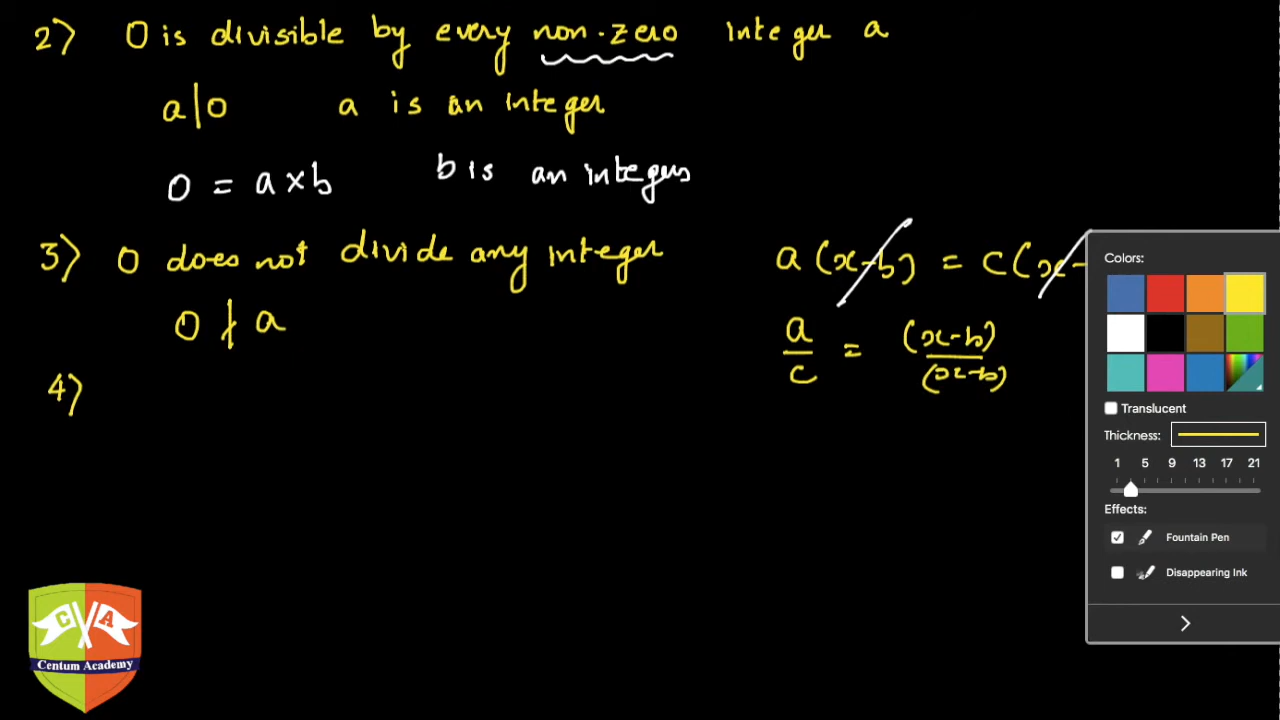 2) 0 is divisible by every non-zero integer a
a|0 a is an integer
0 = a×b b is an integers
3) 0 does not divide any integer
0 ∤ a
4)
a(x-b) = c(x-
a/c = (x-b)/(x-b)
Colors:
Translucent
Thickness:
1 5 9 13 17 21
Effects:
Fountain Pen
Disappearing Ink
C A
Centum Academy